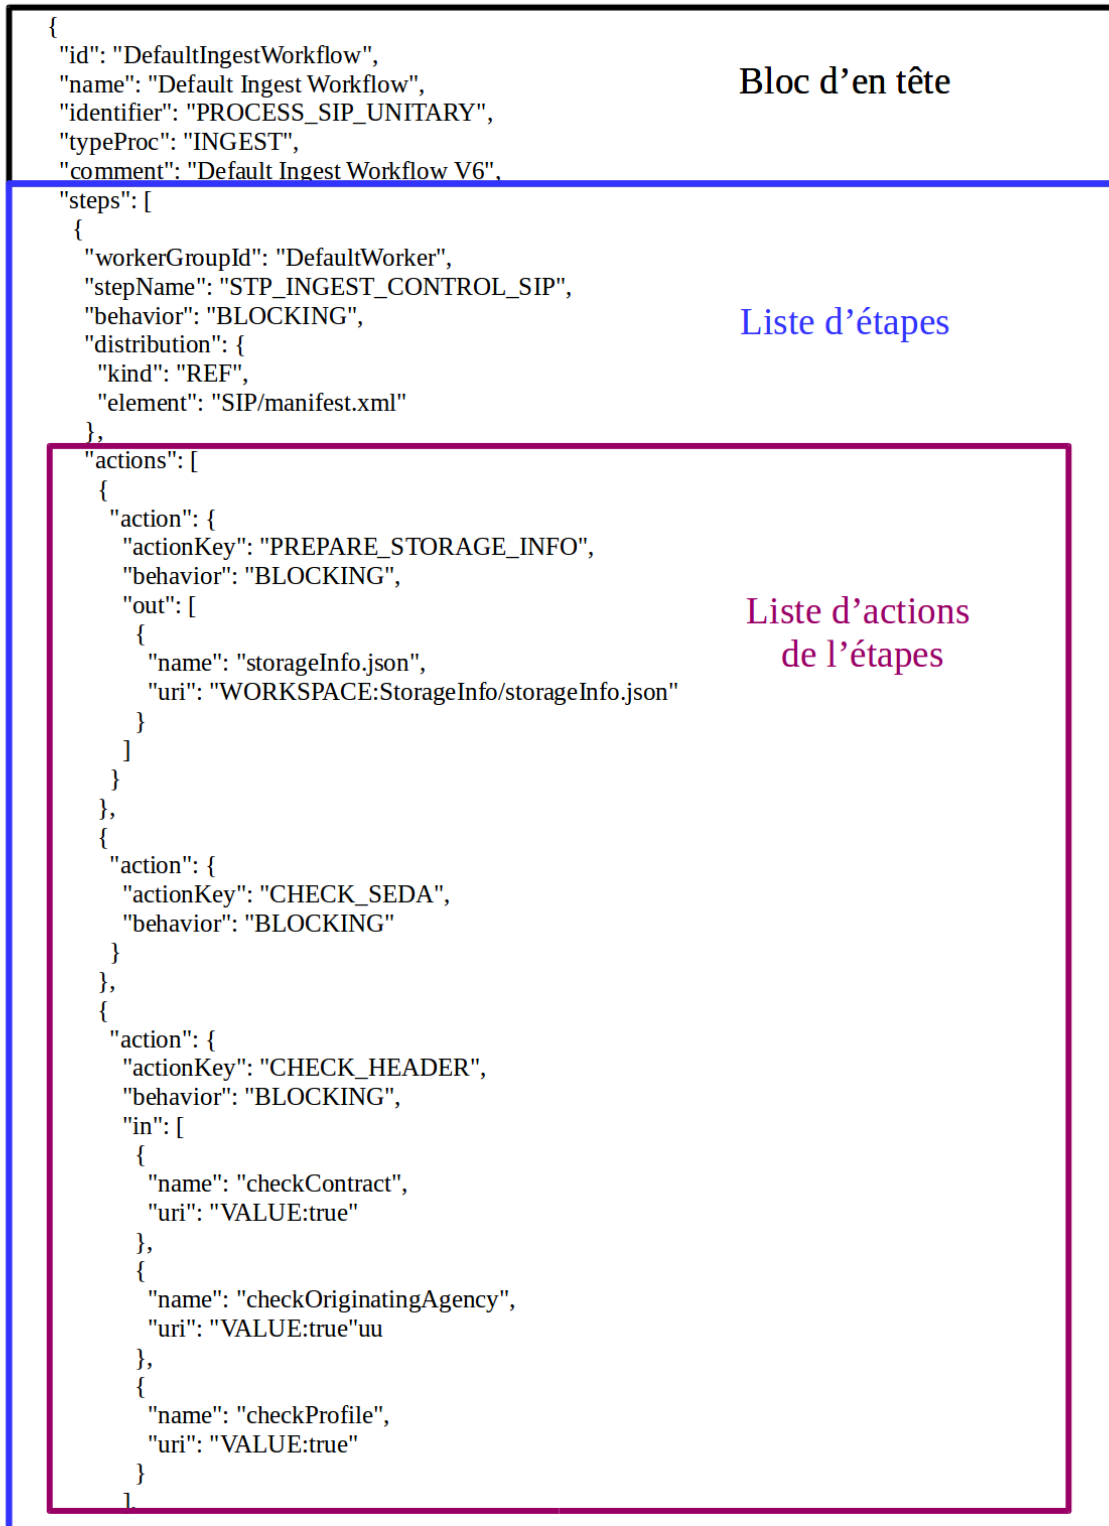 {
"id": "DefaultIngestWorkflow",
"name": "Default Ingest Workflow",
"identifier": "PROCESS_SIP_UNITARY",
"typeProc": "INGEST",
"comment": "Default Ingest Workflow V6",
Bloc d’en tête
"steps": [
{
"workerGroupId": "DefaultWorker",
"stepName": "STP_INGEST_CONTROL_SIP",
"behavior": "BLOCKING",
"distribution": {
"kind": "REF",
"element": "SIP/manifest.xml"
},
Liste d’étapes
"actions": [
{
"action": {
"actionKey": "PREPARE_STORAGE_INFO",
"behavior": "BLOCKING",
"out": [
{
"name": "storageInfo.json",
"uri": "WORKSPACE:StorageInfo/storageInfo.json"
}
]
}
},
Liste d’actions
de l’étapes
{
"action": {
"actionKey": "CHECK_SEDA",
"behavior": "BLOCKING"
}
},
{
"action": {
"actionKey": "CHECK_HEADER",
"behavior": "BLOCKING",
"in": [
{
"name": "checkContract",
"uri": "VALUE:true"
},
{
"name": "checkOriginatingAgency",
"uri": "VALUE:true"uu
},
{
"name": "checkProfile",
"uri": "VALUE:true"
}
],